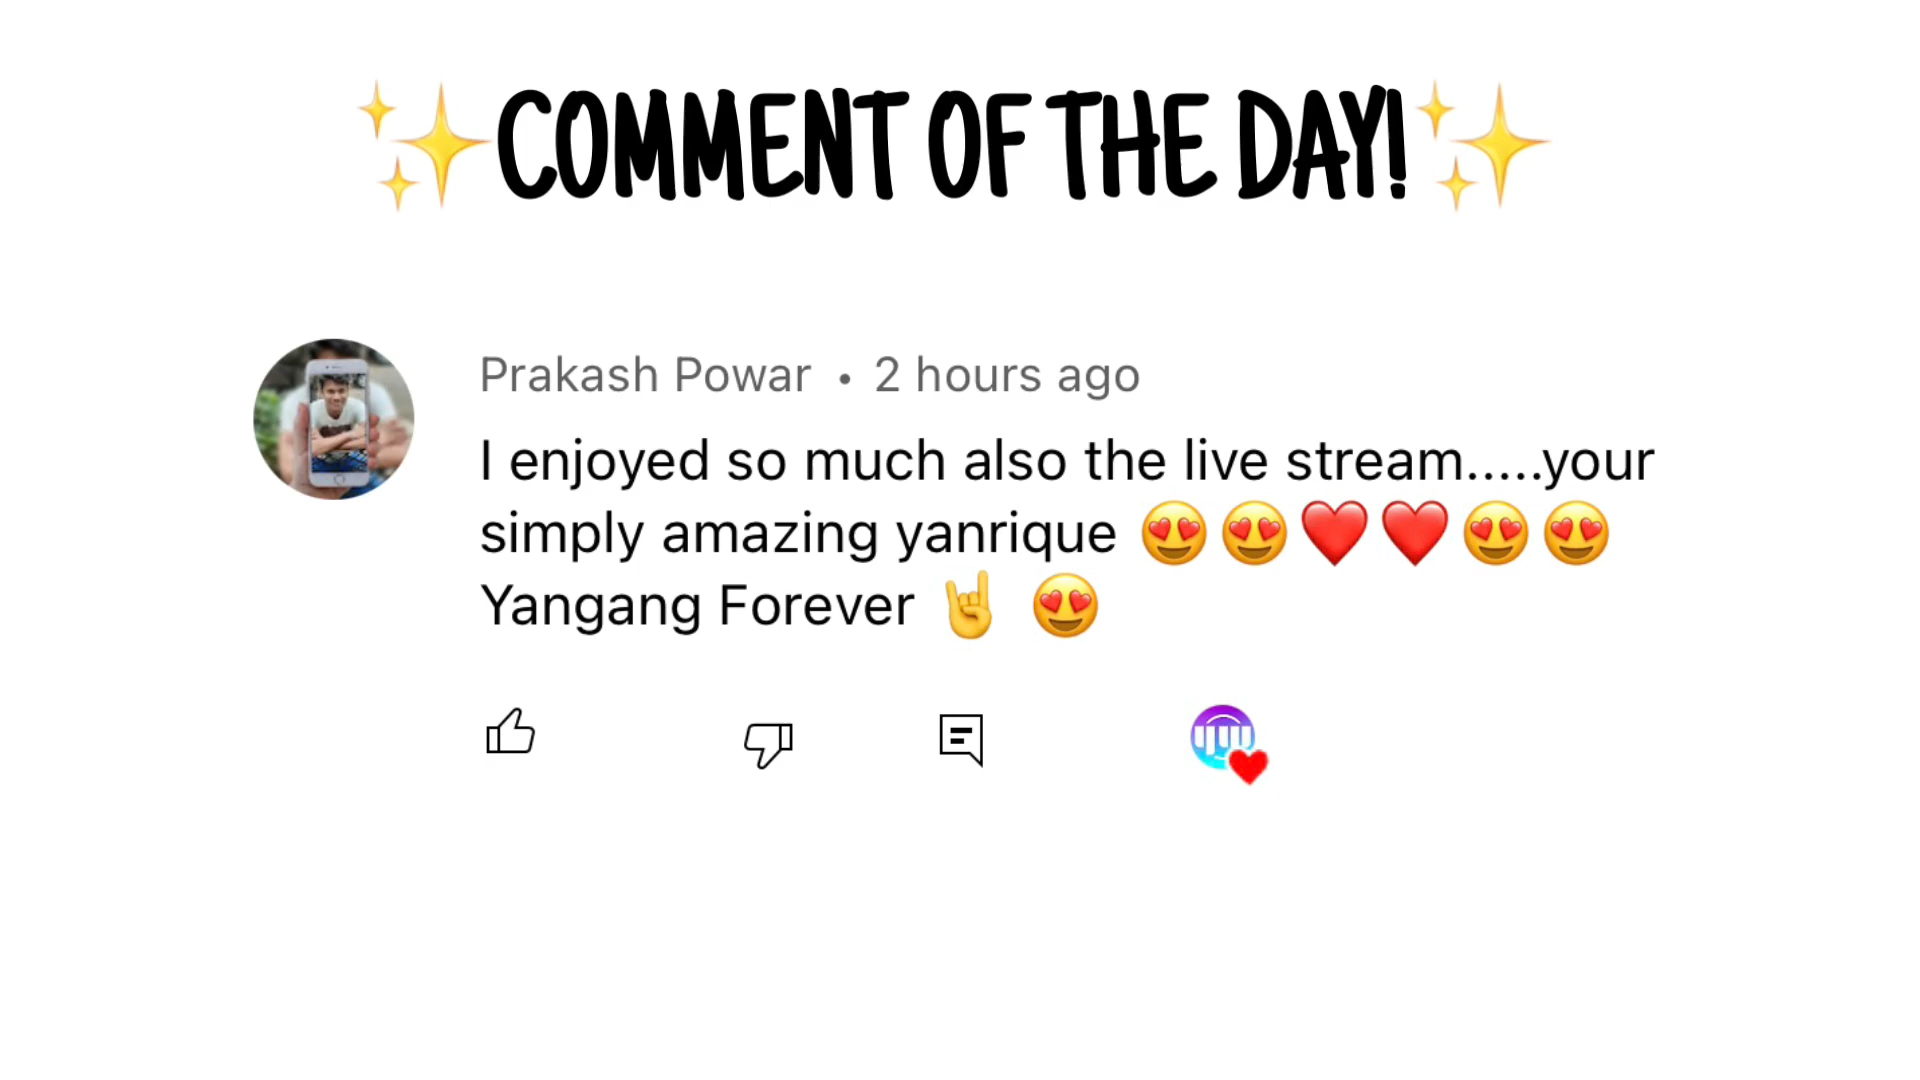 ✨COMMENT OF THE DAY!✨
Prakash Powar • 2 hours ago
I enjoyed so much also the live stream.....your
simply amazing yanrique 😍😍❤️❤️😍😍
Yangang Forever 🤘 😍